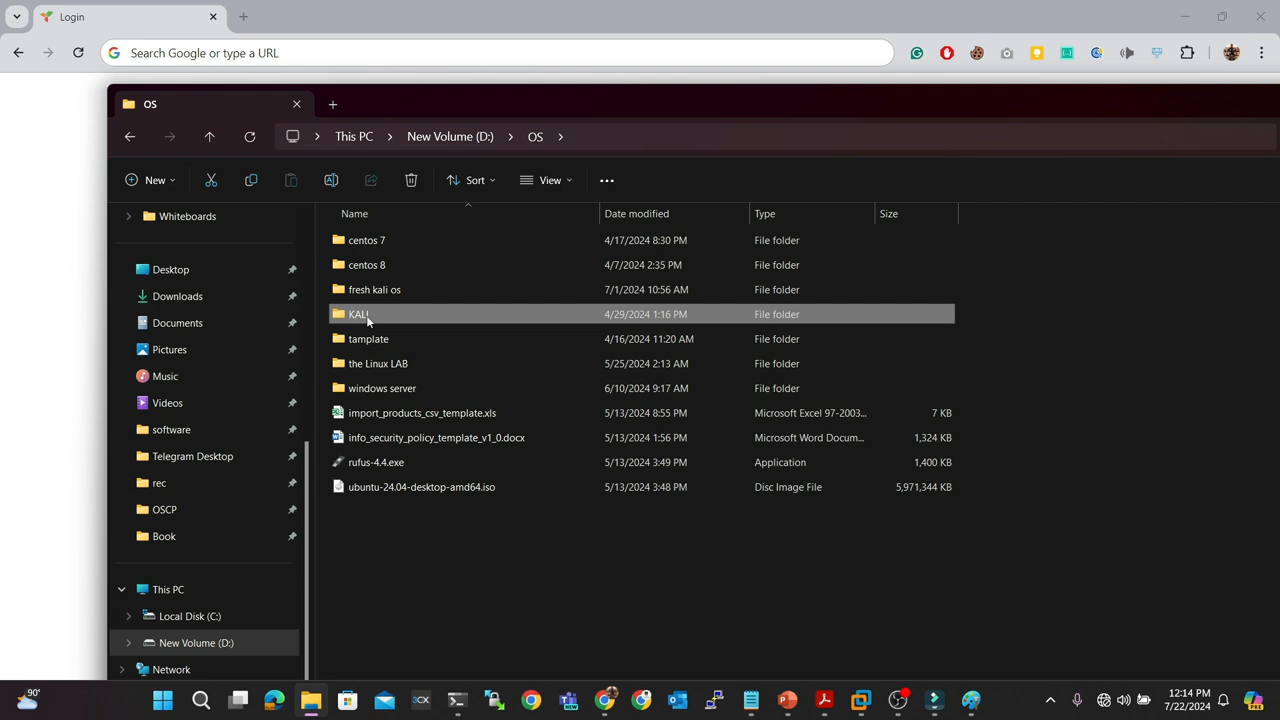 Login
Search Google or type a URL
OS
This PC
New Volume (D:)
OS
New
Sort
View
Name
Date modified
Type
Size
Whiteboards
Desktop
Downloads
Documents
Pictures
Music
Videos
software
Telegram Desktop
rec
OSCP
Book
This PC
Local Disk (C:)
New Volume (D:)
Network
centos 7 4/17/2024 8:30 PM File folder
centos 8 4/7/2024 2:35 PM File folder
fresh kali os 7/1/2024 10:56 AM File folder
KALI 4/29/2024 1:16 PM File folder
tamplate 4/16/2024 11:20 AM File folder
the Linux LAB 5/25/2024 2:13 AM File folder
windows server 6/10/2024 9:17 AM File folder
import_products_csv_template.xls 5/13/2024 8:55 PM Microsoft Excel 97-2003... 7 KB
info_security_policy_template_v1_0.docx 5/13/2024 1:56 PM Microsoft Word Docum... 1,324 KB
rufus-4.4.exe 5/13/2024 3:49 PM Application 1,400 KB
ubuntu-24.04-desktop-amd64.iso 5/13/2024 3:48 PM Disc Image File 5,971,344 KB
90°
12:14 PM
7/22/2024